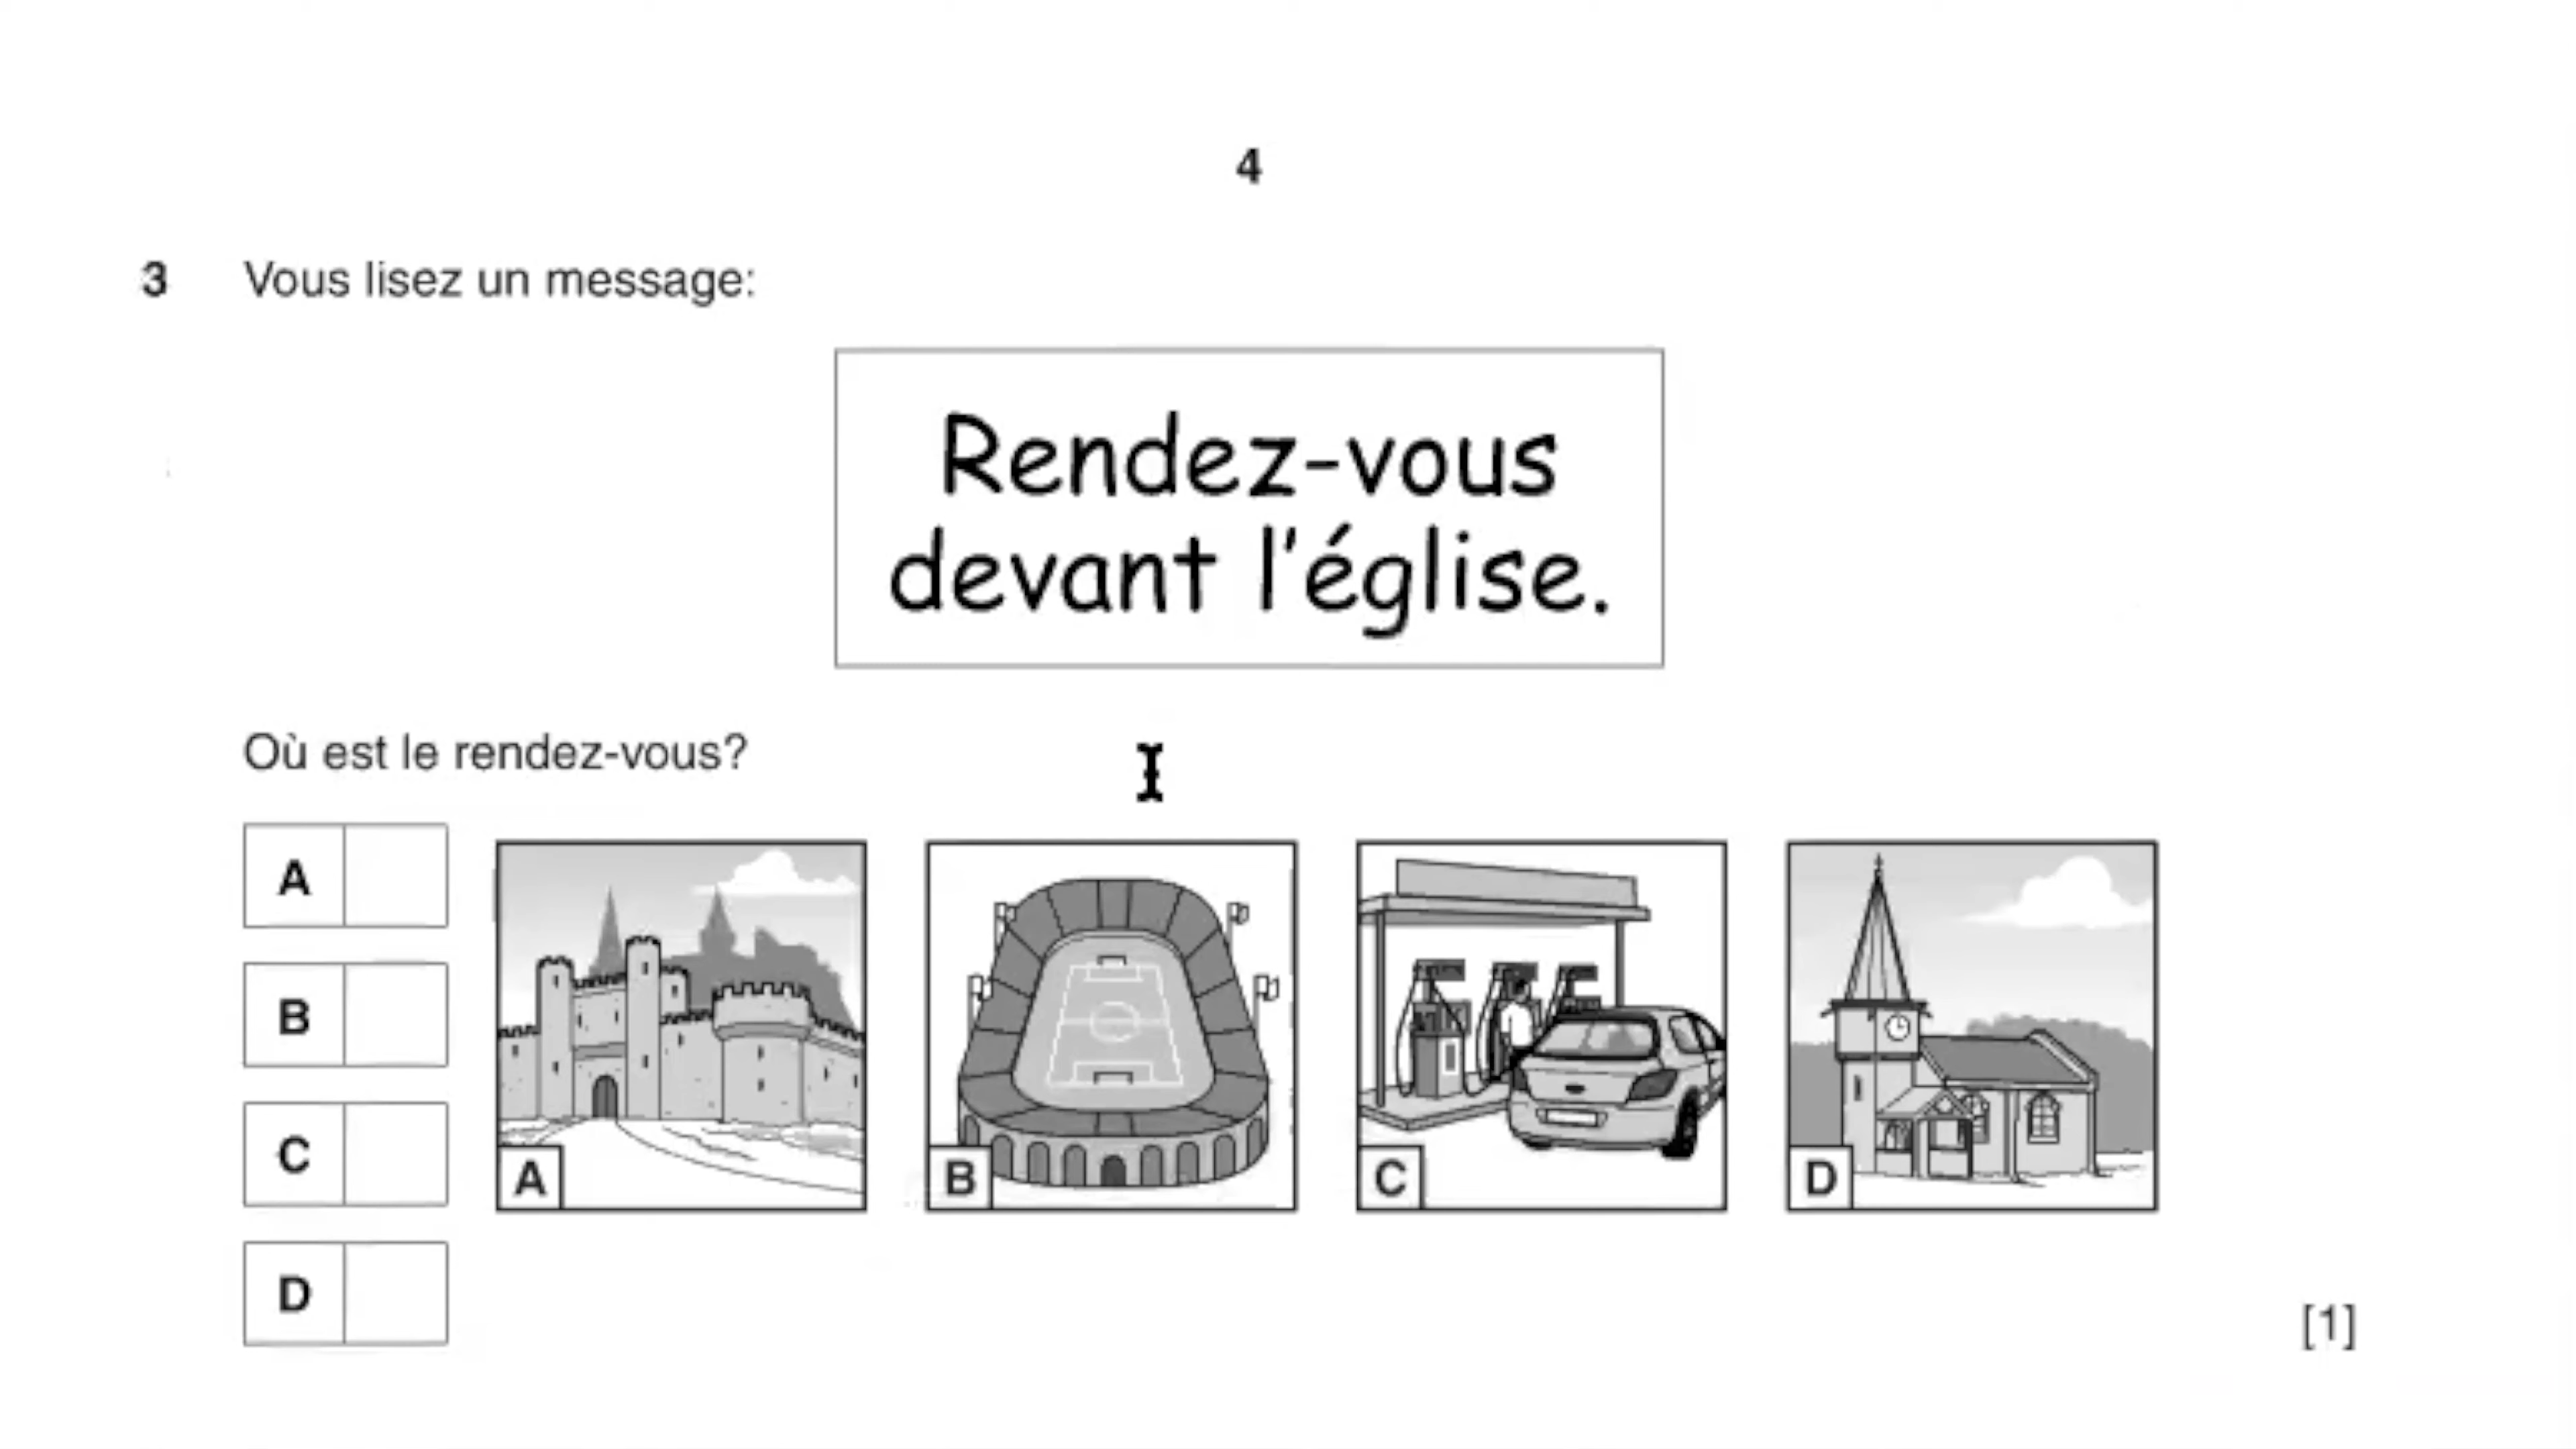 4
3 Vous lisez un message:
Rendez-vous
devant l'église.
Où est le rendez-vous?
A
B
C
D
A
B
C
D
[1]